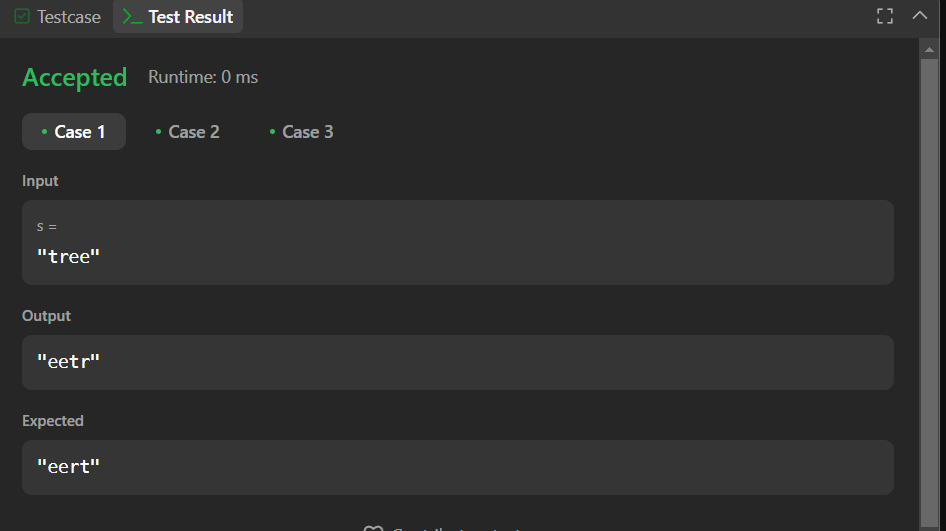 Testcase
Test Result
Accepted Runtime: 0 ms
Case 1 Case 2 Case 3
Input
s =
"tree"
Output
"eetr"
Expected
"eert"